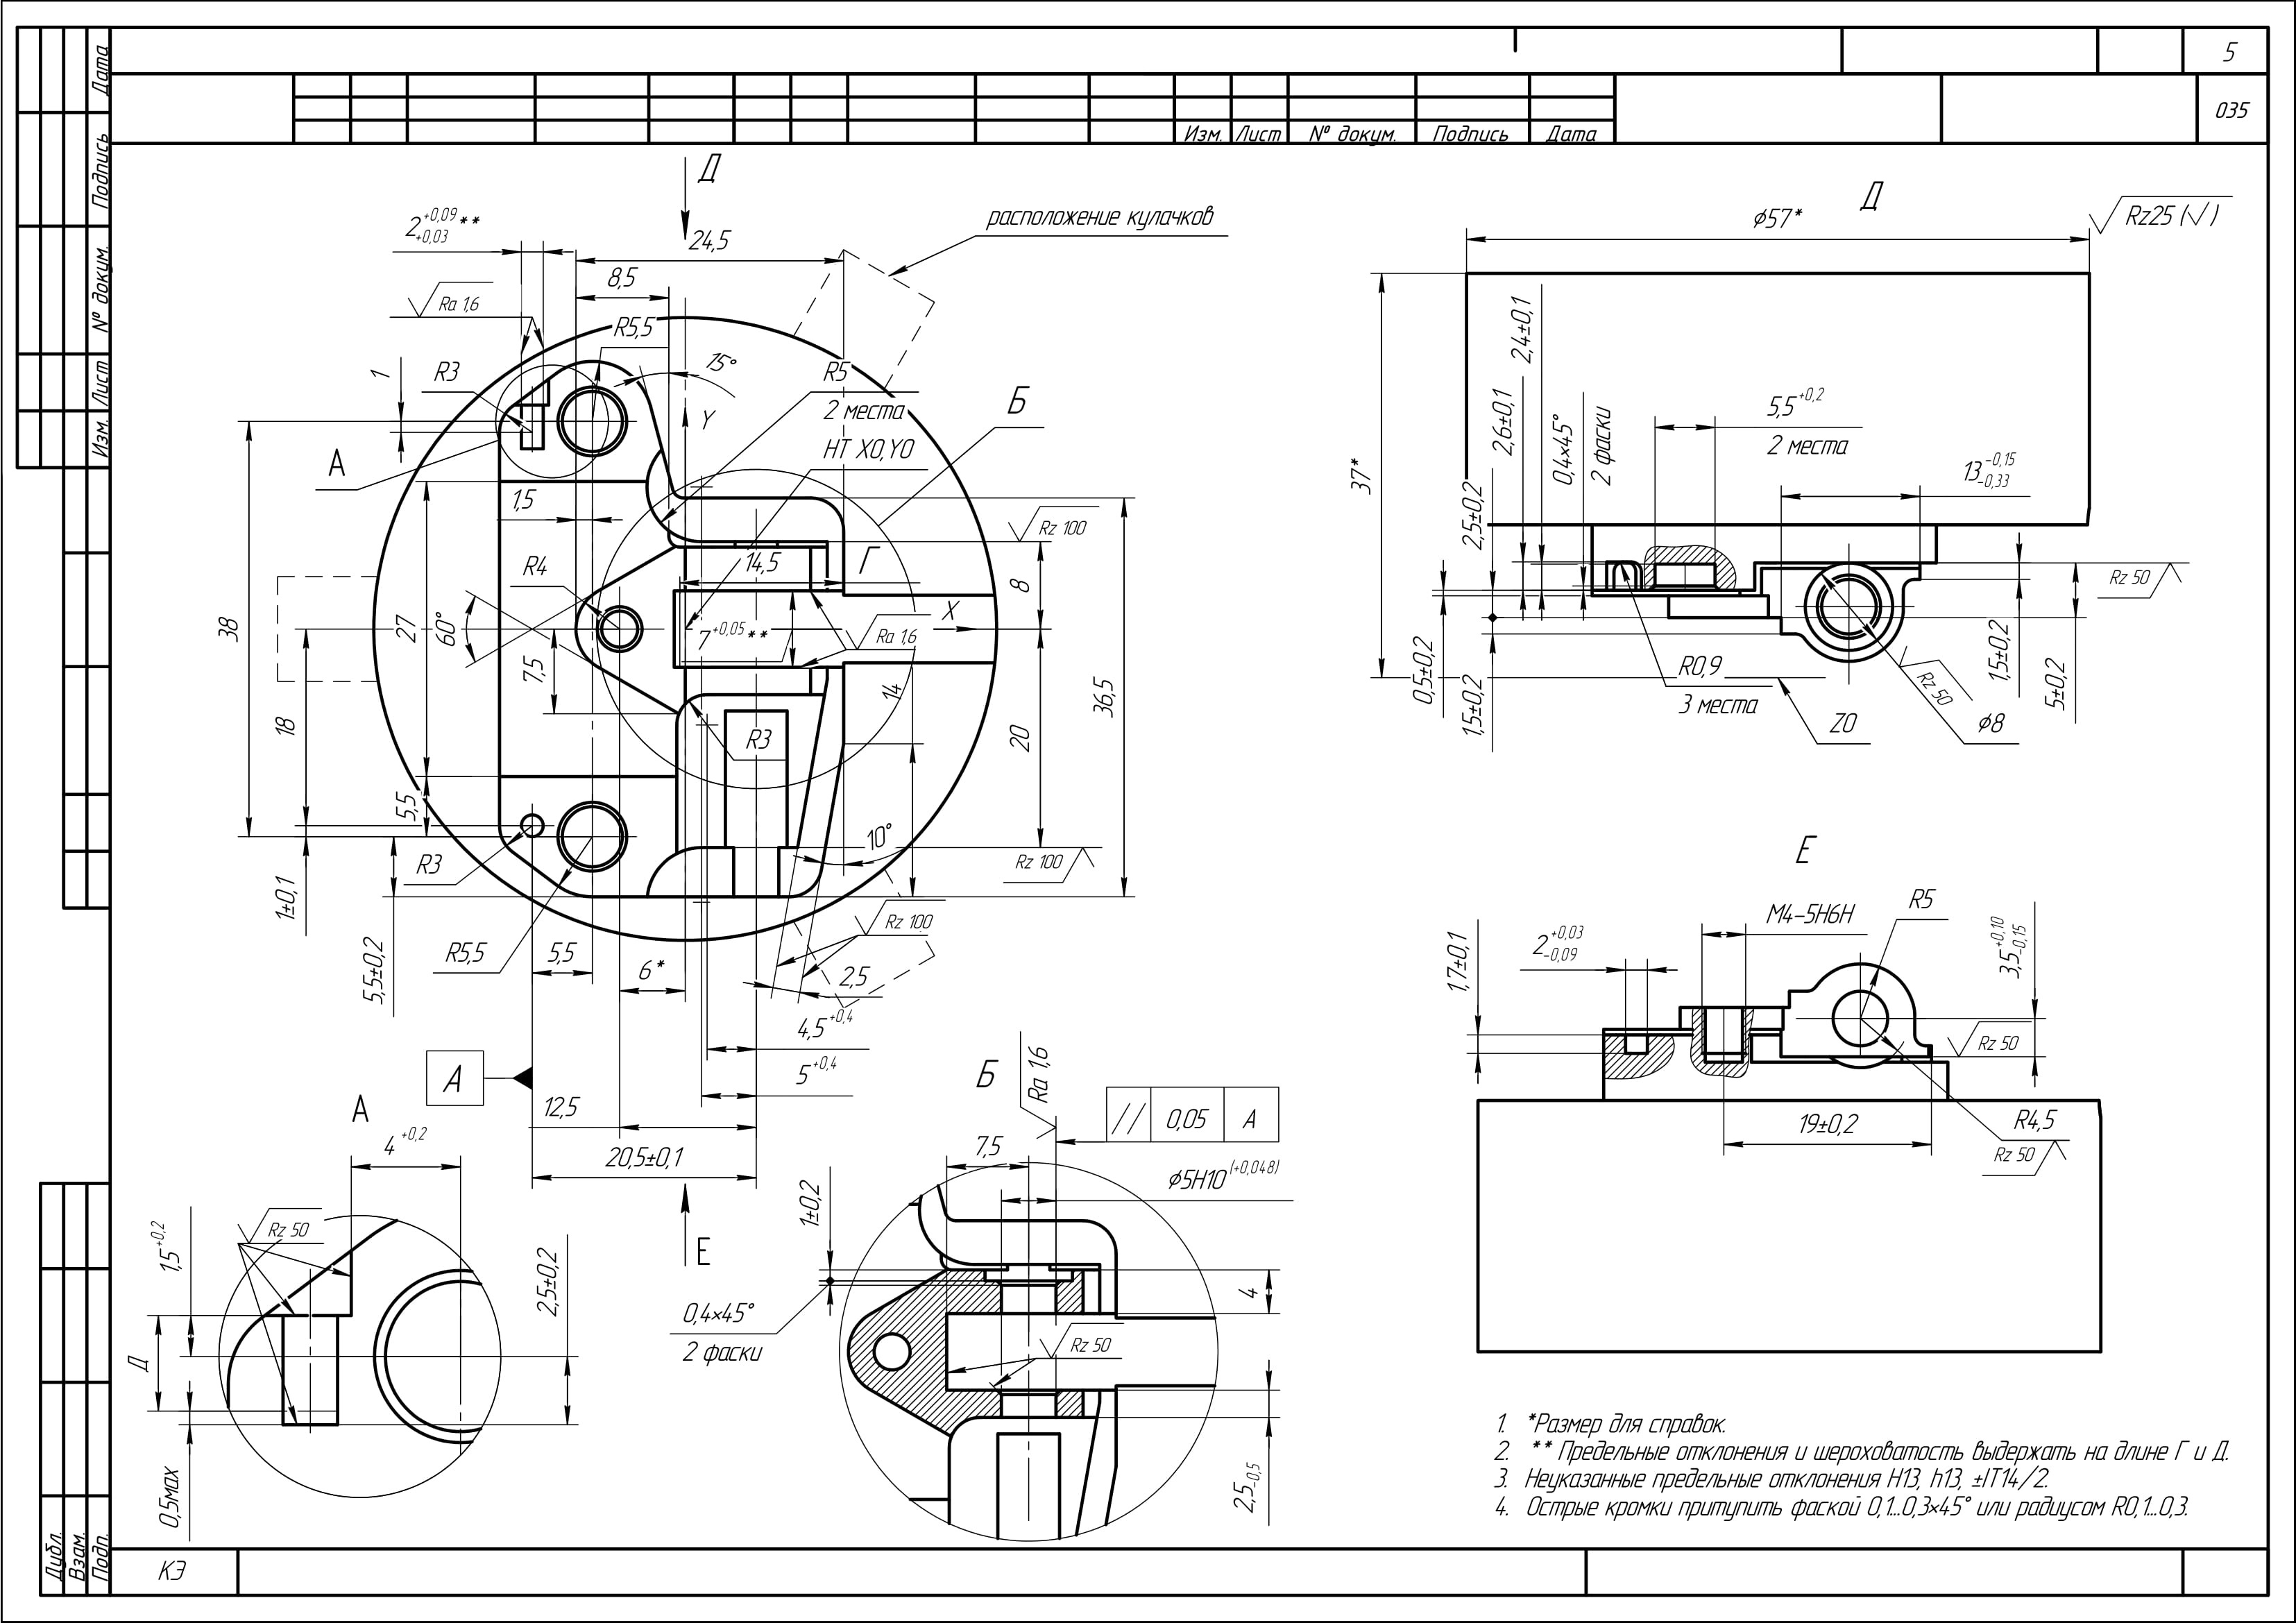 5
035
Изм. Лист № докум. Подпись Дата
Изм. Лист № докум. Подпись Дата
Д
2 +0,09 +0,03 **
24,5
расположение кулачков
8,5
Ra 1,6
R5,5
15°
R5
2 места
Б
1
R3
Y
НТ X0,Y0
А
1,5
Rz 100
Г
14,5
R4
8
X
38
27
60°
7 +0,05 **
Ra 1,6
7,5
14
36,5
18
R3
20
5,5
10°
R3
Rz 100
1±0,1
5,5±0,2
R5,5
5,5
6*
Rz 100
2,5
4,5 +0,4
5 +0,4
А
12,5
20,5±0,1
Е
А
4 +0,2
1,5 +0,2
Rz 50
2,5±0,2
Д
0,5max
Б
Ra 1,6
// 0,05 А
7,5
⌀5H10 (+0,048)
1±0,2
0,4×45°
2 фаски
4
Rz 50
2,5 -0,5
Д
⌀57*
Rz25 (√)
37*
2,4±0,1
2,6±0,1
0,4×45°
2 фаски
5,5 +0,2
2 места
13 -0,15 -0,33
2,5±0,2
Rz 50
0,5±0,2
1,5±0,2
R0,9
3 места
Z0
Rz 50
⌀8
1,5±0,2
5±0,2
Е
R5
M4-5H6H
2 +0,03 -0,09
1,7±0,1
3,5 +0,10 -0,15
Rz 50
19±0,2
R4,5
Rz 50
1. *Размер для справок.
2. ** Предельные отклонения и шероховатость выдержать на длине Г и Д.
3. Неуказанные предельные отклонения H13, h13, ±IT14/2.
4. Острые кромки притупить фаской 0,1...0,3×45° или радиусом R0,1...0,3.
Дубл.
Взам.
Подп.
КЭ